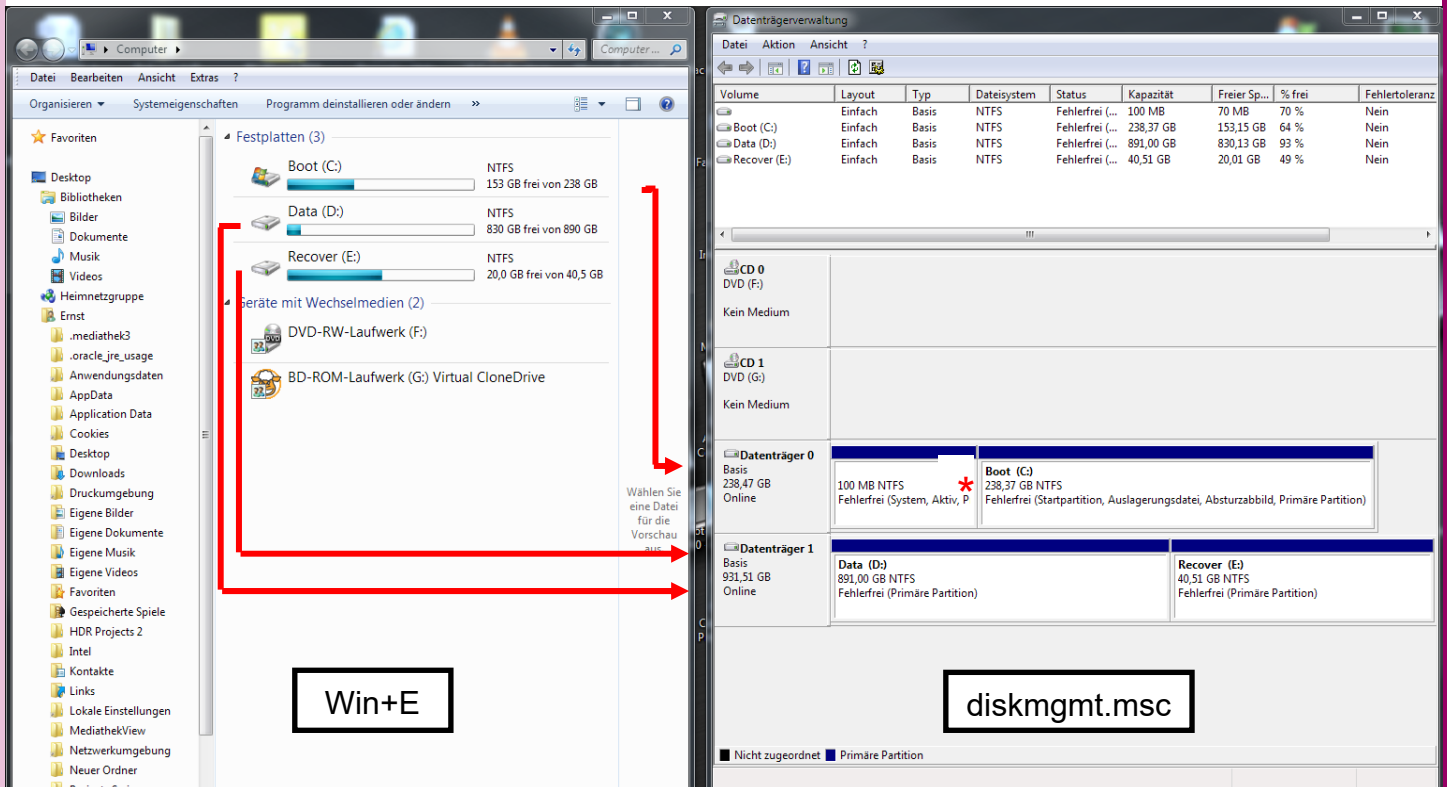 Computer
Computer ...
Datei Bearbeiten Ansicht Extras ?
Organisieren Systemeigenschaften Programm deinstallieren oder ändern »
Favoriten
Desktop
Bibliotheken
Bilder
Dokumente
Musik
Videos
Heimnetzgruppe
Ernst
.mediathek3
.oracle_jre_usage
Anwendungsdaten
AppData
Application Data
Cookies
Desktop
Downloads
Druckumgebung
Eigene Bilder
Eigene Dokumente
Eigene Musik
Eigene Videos
Favoriten
Gespeicherte Spiele
HDR Projects 2
Intel
Kontakte
Links
Lokale Einstellungen
MediathekView
Netzwerkumgebung
Neuer Ordner
Festplatten (3)
Boot (C:)
NTFS
153 GB frei von 238 GB
Data (D:)
NTFS
830 GB frei von 890 GB
Recover (E:)
NTFS
20,0 GB frei von 40,5 GB
Geräte mit Wechselmedien (2)
DVD-RW-Laufwerk (F:)
BD-ROM-Laufwerk (G:) Virtual CloneDrive
Wählen Sie
eine Datei
für die
Vorschau
aus.
Win+E
Datenträgerverwaltung
Datei Aktion Ansicht ?
Volume Layout Typ Dateisystem Status Kapazität Freier Sp... % frei Fehlertoleranz
Einfach Basis NTFS Fehlerfrei (... 100 MB 70 MB 70 % Nein
Boot (C:) Einfach Basis NTFS Fehlerfrei (... 238,37 GB 153,15 GB 64 % Nein
Data (D:) Einfach Basis NTFS Fehlerfrei (... 891,00 GB 830,13 GB 93 % Nein
Recover (E:) Einfach Basis NTFS Fehlerfrei (... 40,51 GB 20,01 GB 49 % Nein
CD 0
DVD (F:)
Kein Medium
CD 1
DVD (G:)
Kein Medium
Datenträger 0
Basis
238,47 GB
Online
100 MB NTFS *
Fehlerfrei (System, Aktiv, P
Boot (C:)
238,37 GB NTFS
Fehlerfrei (Startpartition, Auslagerungsdatei, Absturzabbild, Primäre Partition)
Datenträger 1
Basis
931,51 GB
Online
Data (D:)
891,00 GB NTFS
Fehlerfrei (Primäre Partition)
Recover (E:)
40,51 GB NTFS
Fehlerfrei (Primäre Partition)
diskmgmt.msc
Nicht zugeordnet Primäre Partition